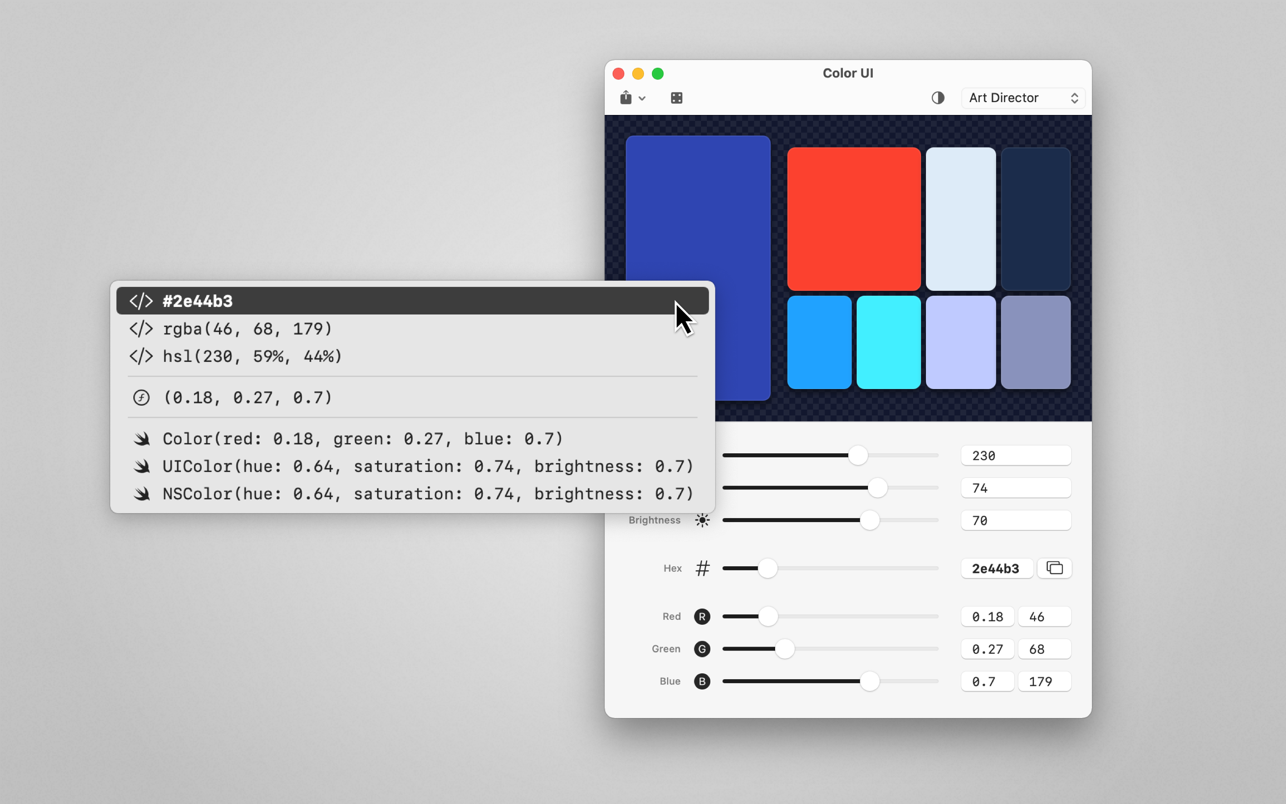 Color UI
Art Director
#2e44b3
rgba(46, 68, 179)
hsl(230, 59%, 44%)
(0.18, 0.27, 0.7)
Color(red: 0.18, green: 0.27, blue: 0.7)
UIColor(hue: 0.64, saturation: 0.74, brightness: 0.7)
NSColor(hue: 0.64, saturation: 0.74, brightness: 0.7)
230
74
Brightness 70
Hex # 2e44b3
Red R 0.18 46
Green G 0.27 68
Blue B 0.7 179